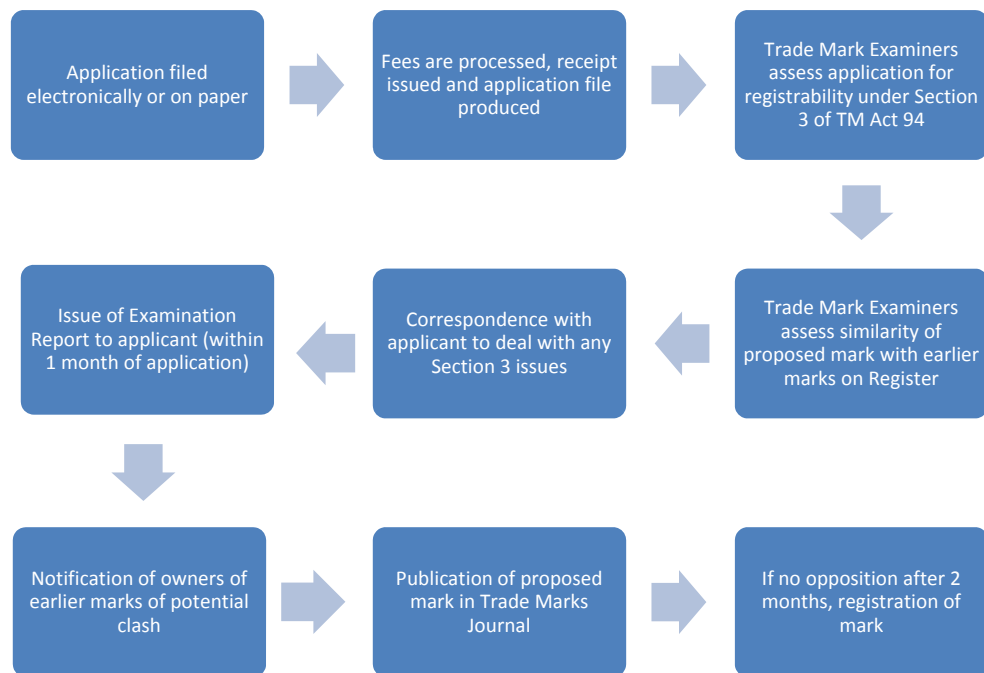 Application filed
electronically or on paper
Fees are processed, receipt
issued and application file
produced
Trade Mark Examiners
assess application for
registrability under Section
3 of TM Act 94
Trade Mark Examiners
assess similarity of
proposed mark with earlier
marks on Register
Correspondence with
applicant to deal with any
Section 3 issues
Issue of Examination
Report to applicant (within
1 month of application)
Notification of owners of
earlier marks of potential
clash
Publication of proposed
mark in Trade Marks
Journal
If no opposition after 2
months, registration of
mark